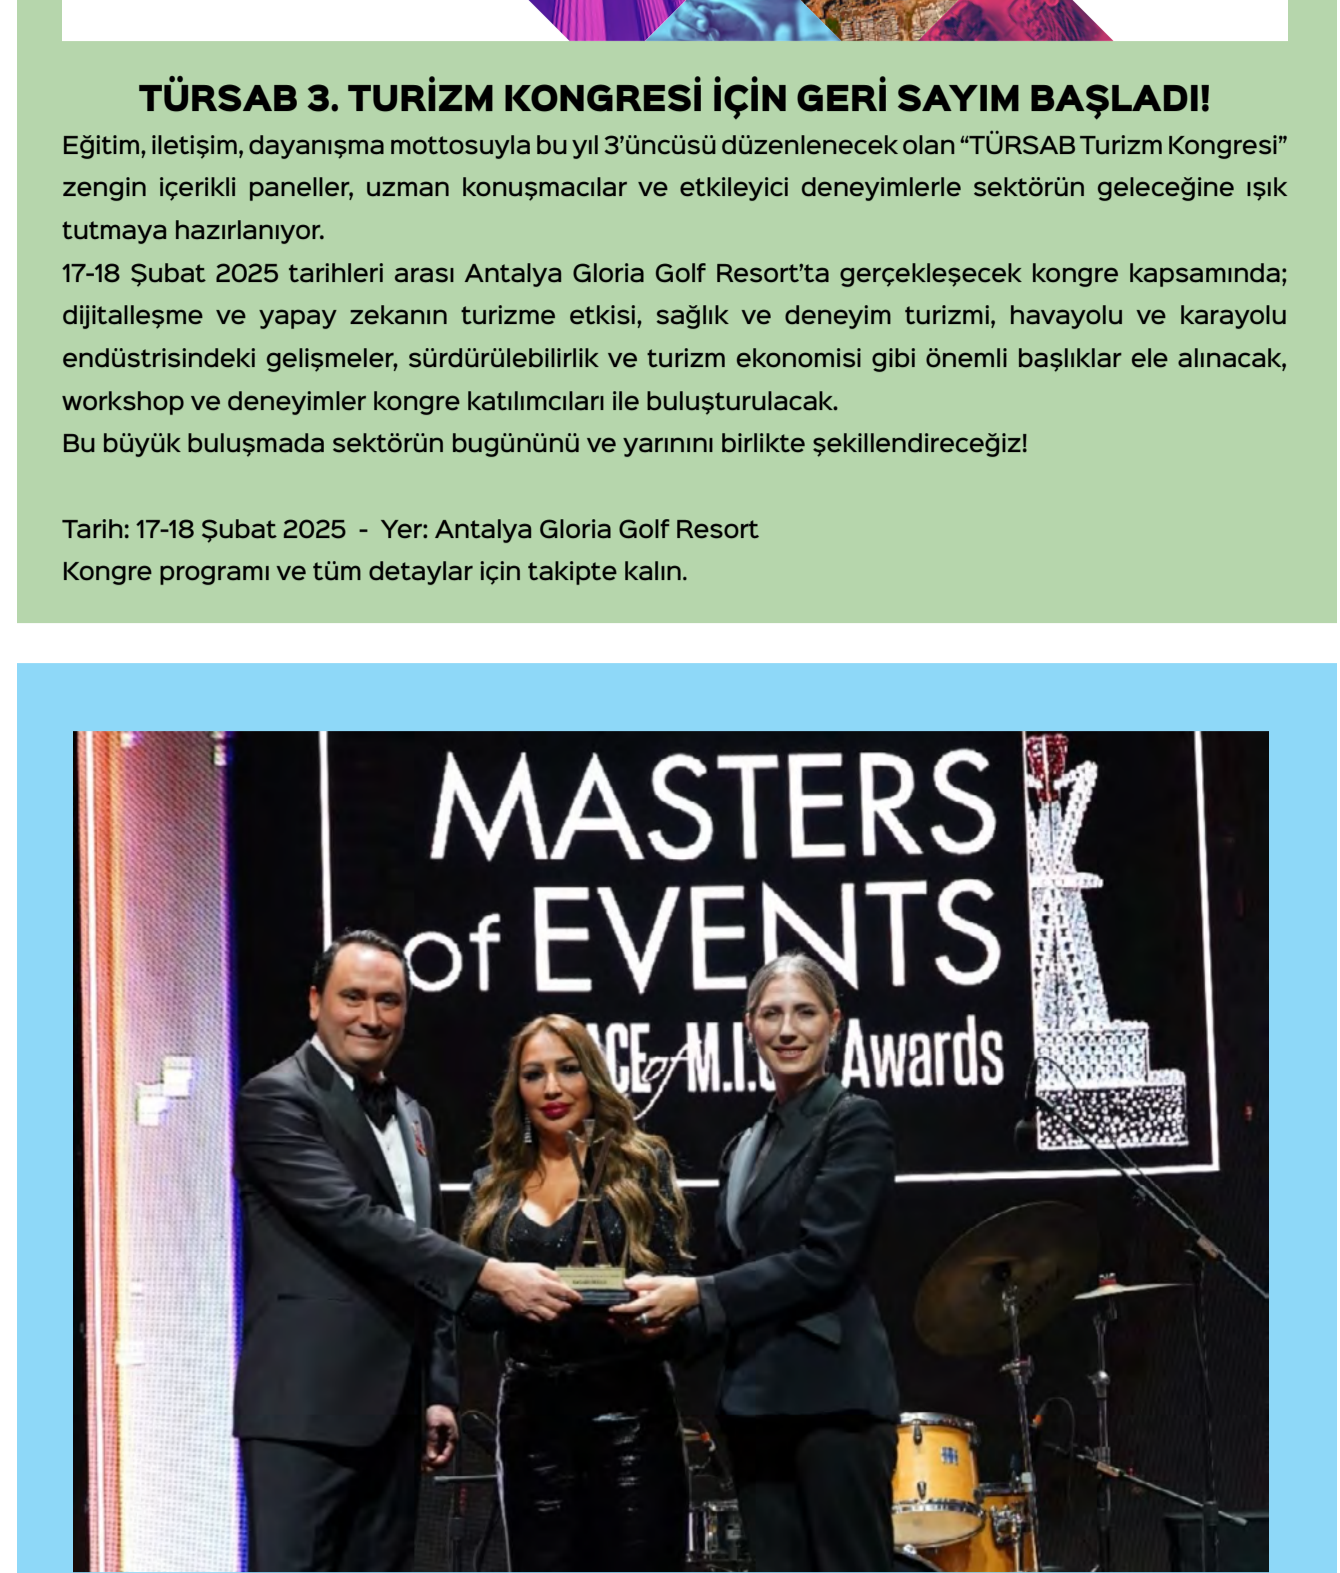 TÜRSAB 3. TURİZM KONGRESİ İÇİN GERİ SAYIM BAŞLADI!
Eğitim, iletişim, dayanışma mottosuyla bu yıl 3’üncüsü düzenlenecek olan “TÜRSAB Turizm Kongresi”
zengin içerikli paneller, uzman konuşmacılar ve etkileyici deneyimlerle sektörün geleceğine ışık
tutmaya hazırlanıyor.
17-18 Şubat 2025 tarihleri arası Antalya Gloria Golf Resort’ta gerçekleşecek kongre kapsamında;
dijitalleşme ve yapay zekanın turizme etkisi, sağlık ve deneyim turizmi, havayolu ve karayolu
endüstrisindeki gelişmeler, sürdürülebilirlik ve turizm ekonomisi gibi önemli başlıklar ele alınacak,
workshop ve deneyimler kongre katılımcıları ile buluşturulacak.
Bu büyük buluşmada sektörün bugününü ve yarınını birlikte şekillendireceğiz!
Tarih: 17-18 Şubat 2025 - Yer: Antalya Gloria Golf Resort
Kongre programı ve tüm detaylar için takipte kalın.
MASTERS
of EVENTS
ACE of M.I.C.E Awards